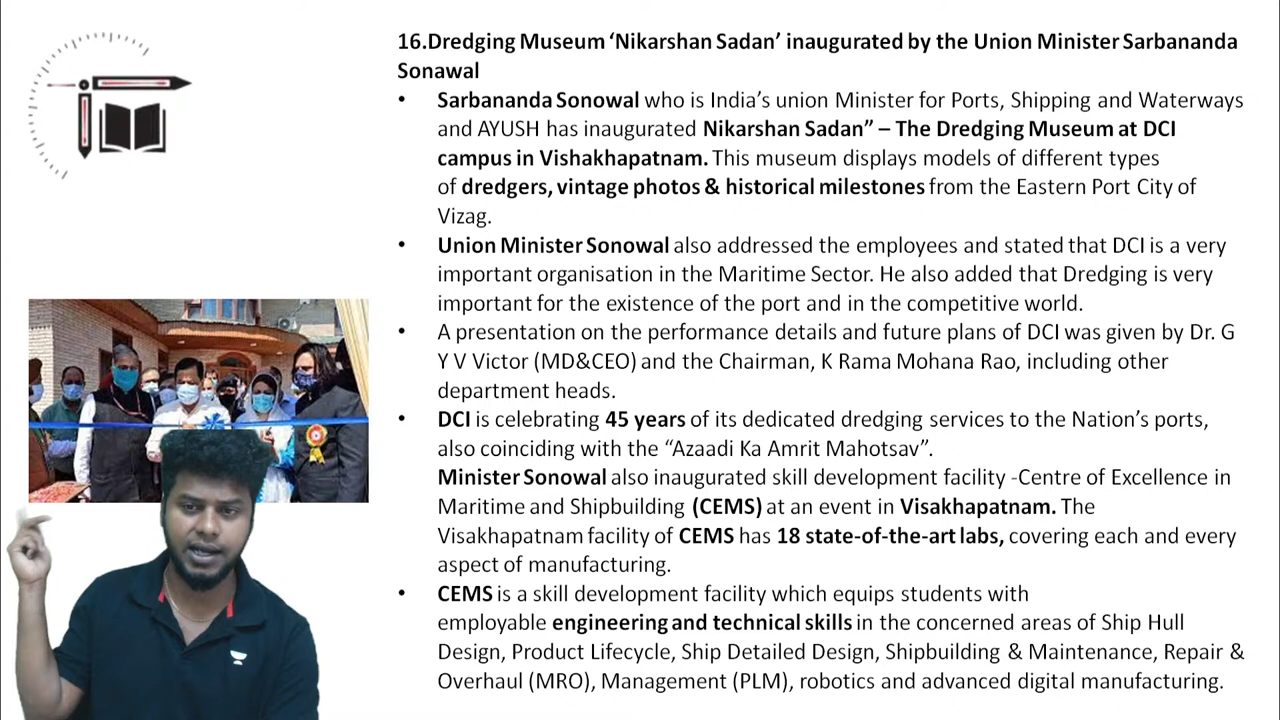 16.Dredging Museum ‘Nikarshan Sadan’ inaugurated by the Union Minister Sarbananda
Sonawal
• Sarbananda Sonowal who is India’s union Minister for Ports, Shipping and Waterways
and AYUSH has inaugurated Nikarshan Sadan” – The Dredging Museum at DCI
campus in Vishakhapatnam. This museum displays models of different types
of dredgers, vintage photos & historical milestones from the Eastern Port City of
Vizag.
• Union Minister Sonowal also addressed the employees and stated that DCI is a very
important organisation in the Maritime Sector. He also added that Dredging is very
important for the existence of the port and in the competitive world.
• A presentation on the performance details and future plans of DCI was given by Dr. G
Y V Victor (MD&CEO) and the Chairman, K Rama Mohana Rao, including other
department heads.
• DCI is celebrating 45 years of its dedicated dredging services to the Nation’s ports,
also coinciding with the “Azaadi Ka Amrit Mahotsav”.
Minister Sonowal also inaugurated skill development facility -Centre of Excellence in
Maritime and Shipbuilding (CEMS) at an event in Visakhapatnam. The
Visakhapatnam facility of CEMS has 18 state-of-the-art labs, covering each and every
aspect of manufacturing.
• CEMS is a skill development facility which equips students with
employable engineering and technical skills in the concerned areas of Ship Hull
Design, Product Lifecycle, Ship Detailed Design, Shipbuilding & Maintenance, Repair &
Overhaul (MRO), Management (PLM), robotics and advanced digital manufacturing.